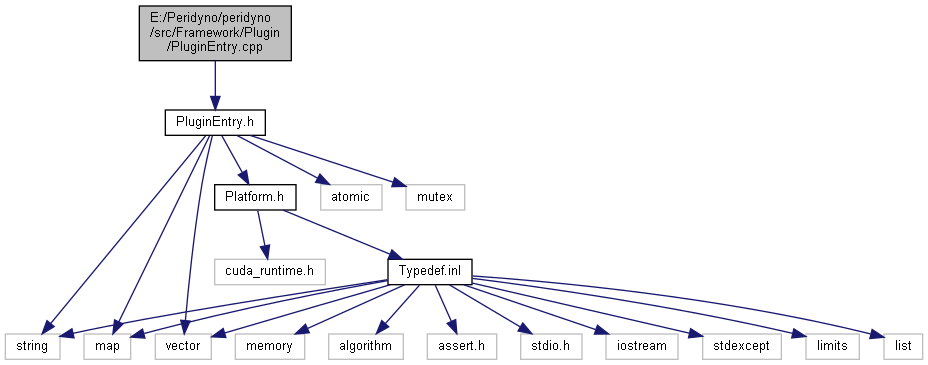 E:/Peridyno/peridyno
/src/Framework/Plugin
/PluginEntry.cpp
PluginEntry.h
Platform.h
atomic
mutex
cuda_runtime.h
Typedef.inl
string
map
vector
memory
algorithm
assert.h
stdio.h
iostream
stdexcept
limits
list